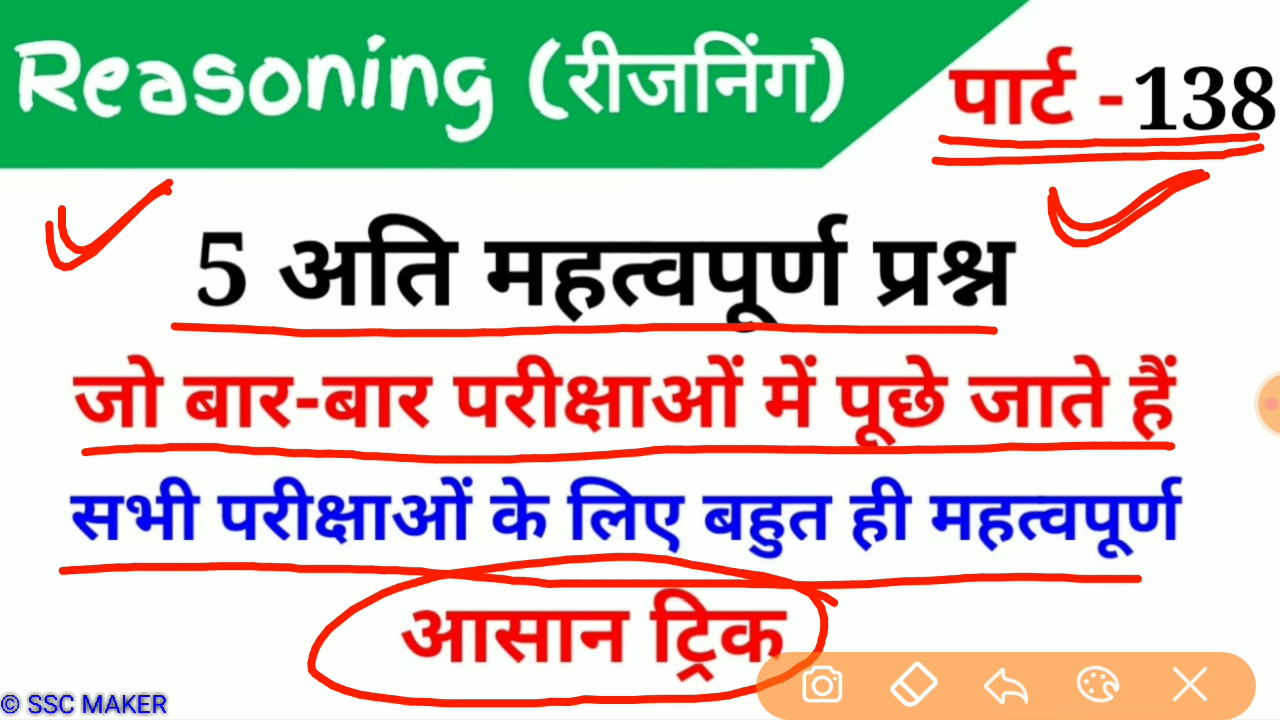 Reasoning (रीजनिंग)
पार्ट -138
5 अति महत्वपूर्ण प्रश्न
जो बार-बार परीक्षाओं में पूछे जाते हैं
सभी परीक्षाओं के लिए बहुत ही महत्वपूर्ण
आसान ट्रिक
© SSC MAKER